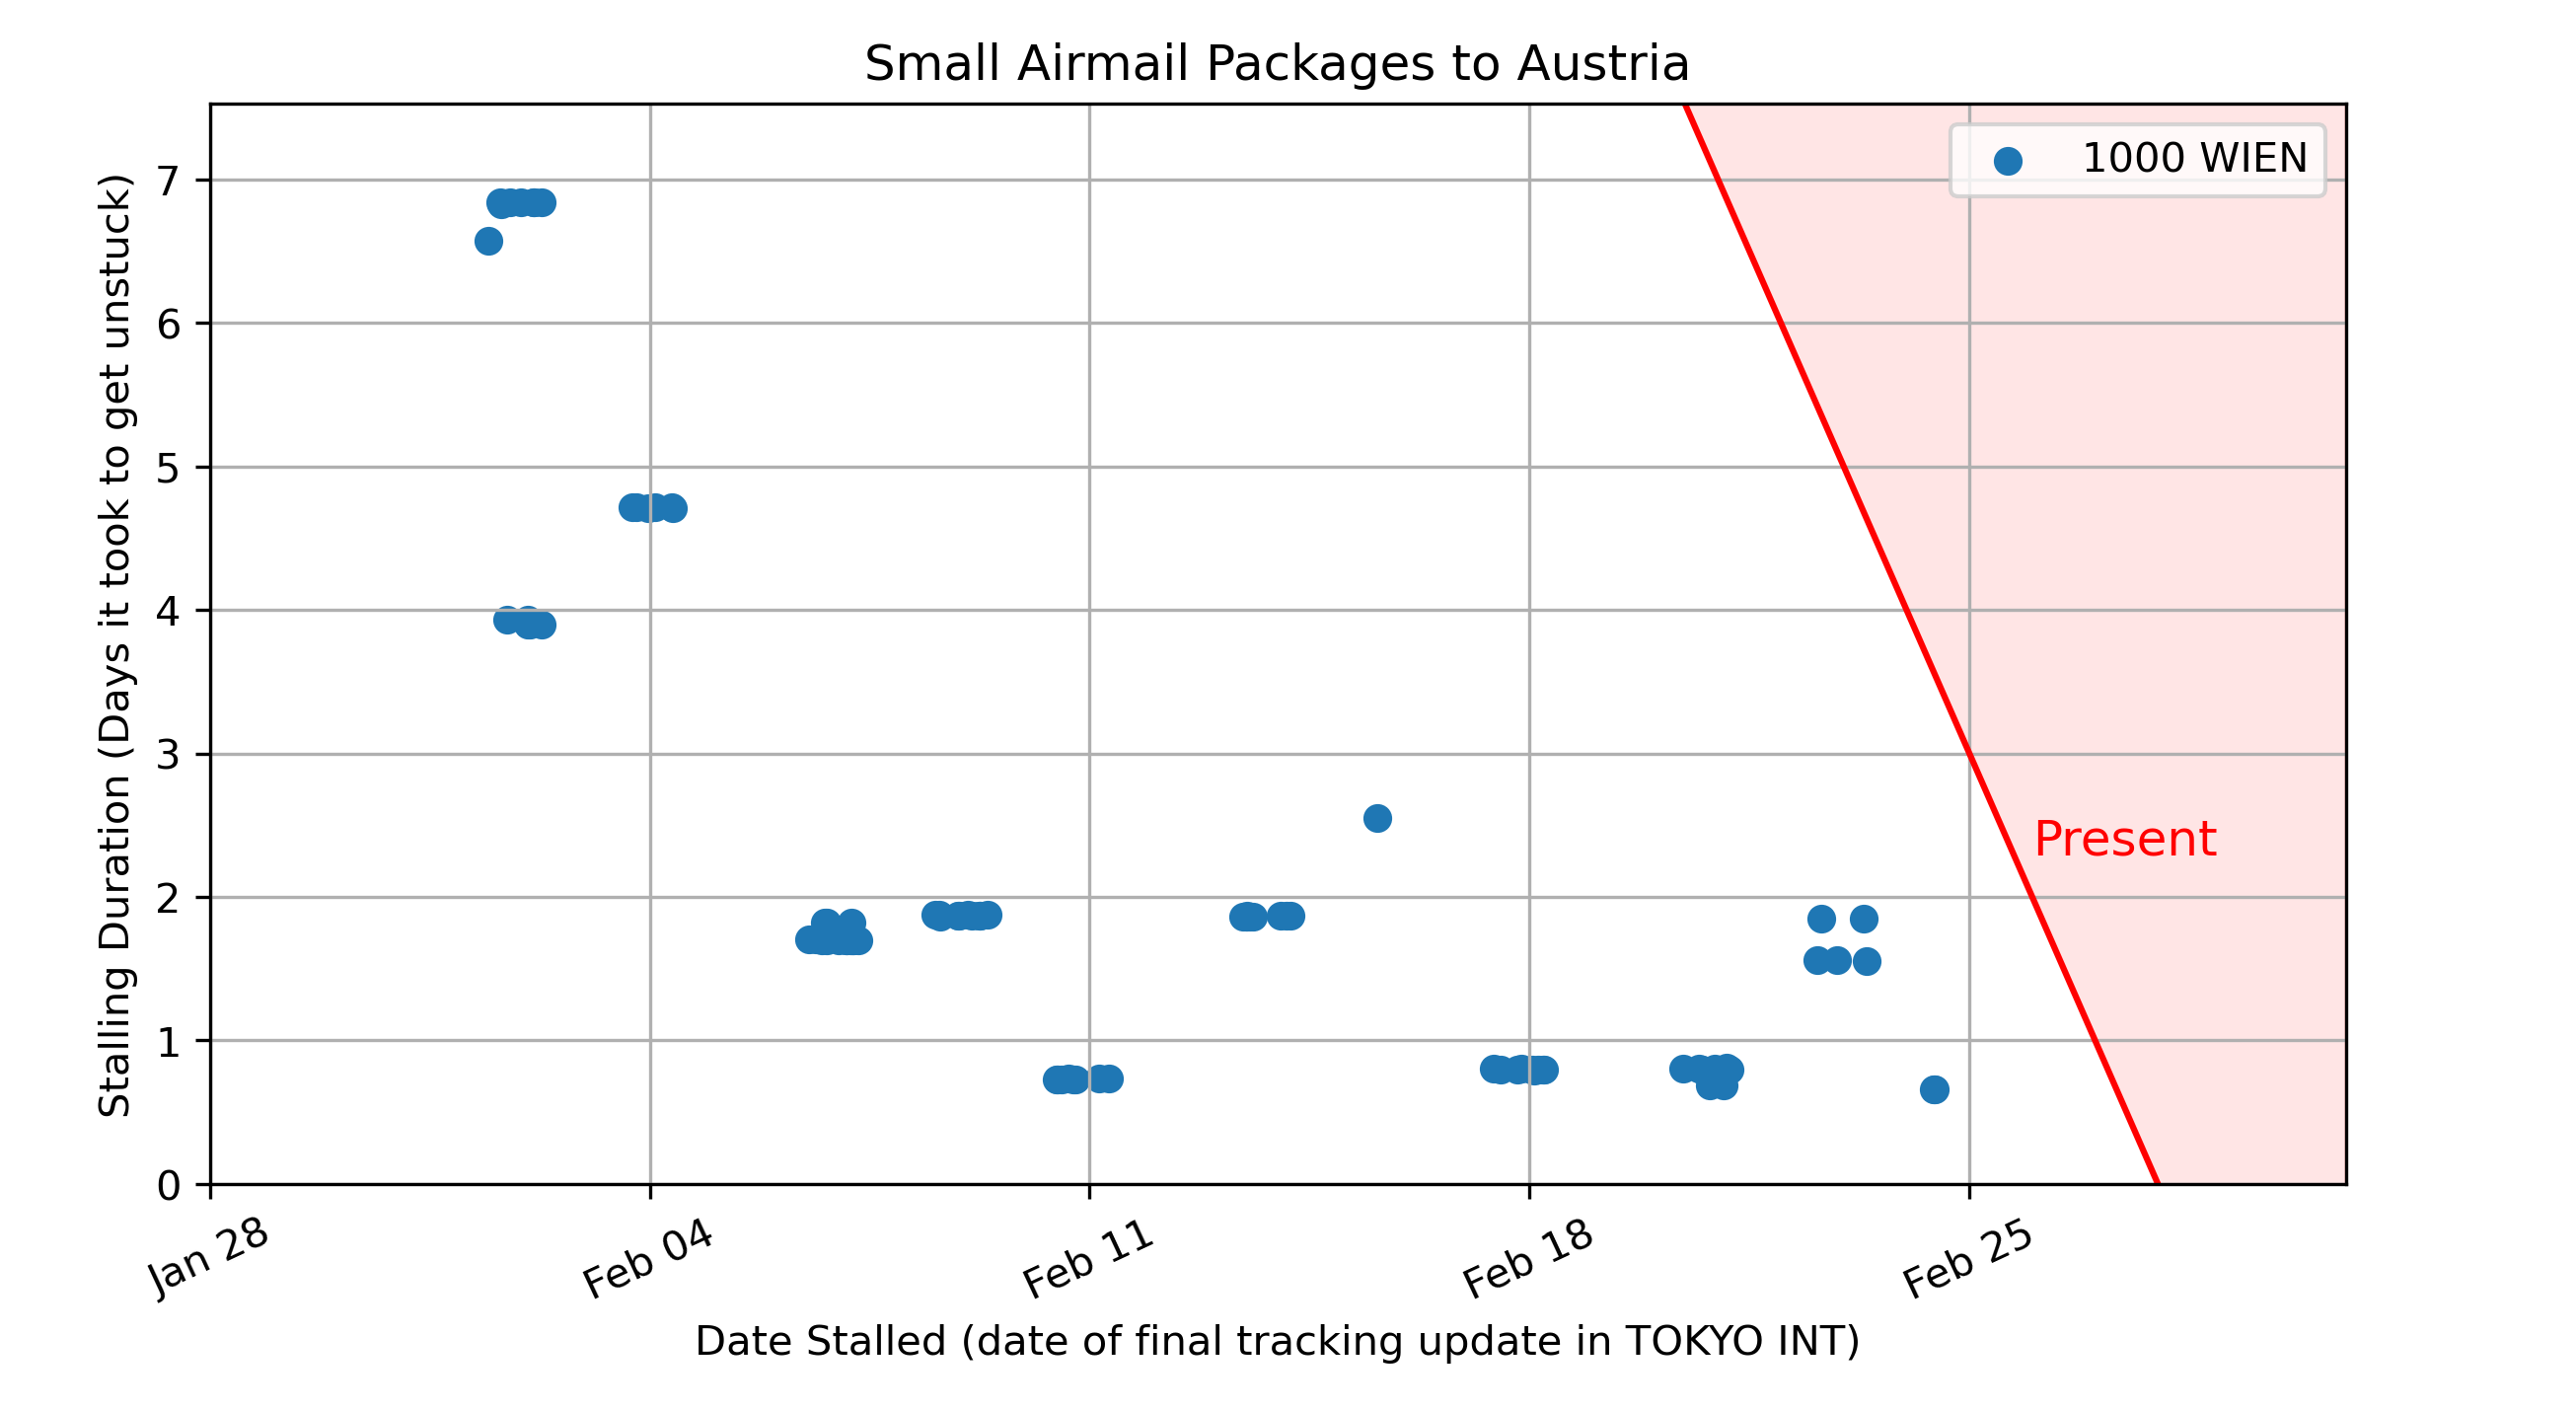 Small Airmail Packages to Austria
1000 WIEN
Stalling Duration (Days it took to get unstuck)
7
6
5
4
3
2
1
0
Present
Jan 28
Feb 04
Feb 11
Feb 18
Feb 25
Date Stalled (date of final tracking update in TOKYO INT)